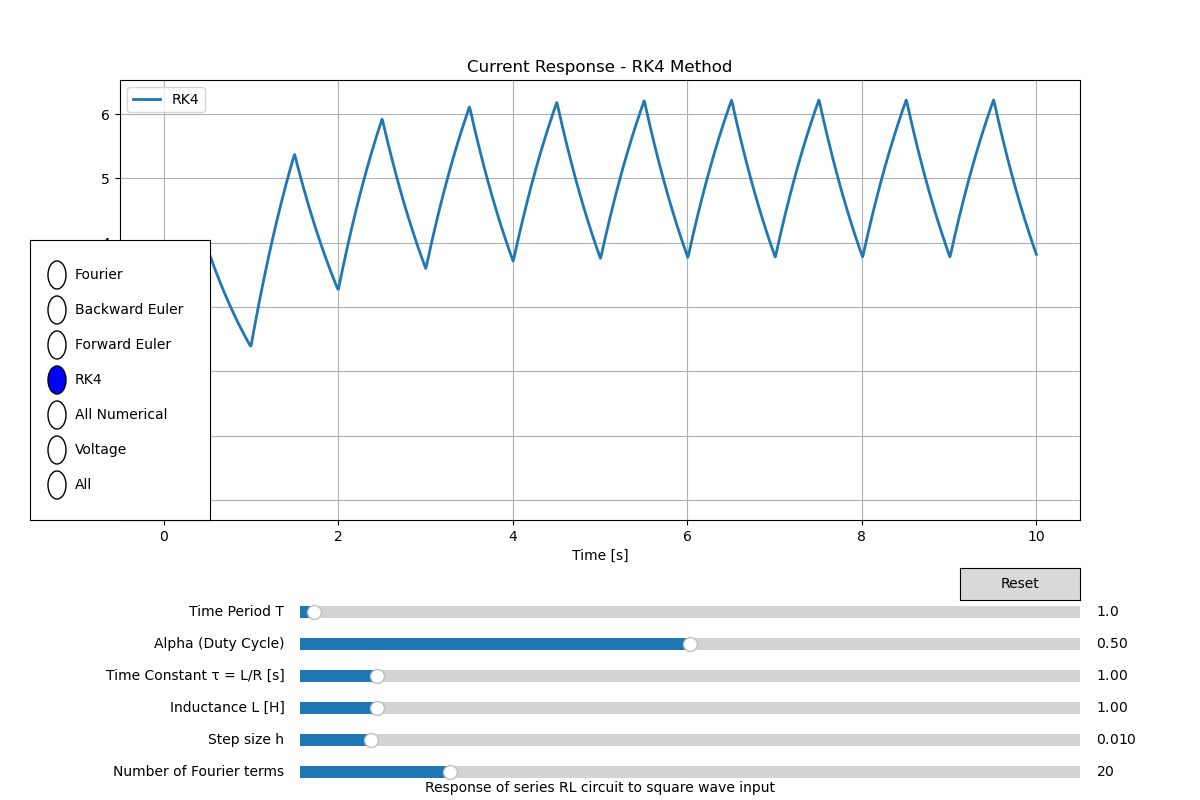 Current Response - RK4 Method
RK4
6
5
Fourier
Backward Euler
Forward Euler
RK4
All Numerical
Voltage
All
0 2 4 6 8 10
Time [s]
Reset
Time Period T 1.0
Alpha (Duty Cycle) 0.50
Time Constant τ = L/R [s] 1.00
Inductance L [H] 1.00
Step size h 0.010
Number of Fourier terms 20
Response of series RL circuit to square wave input